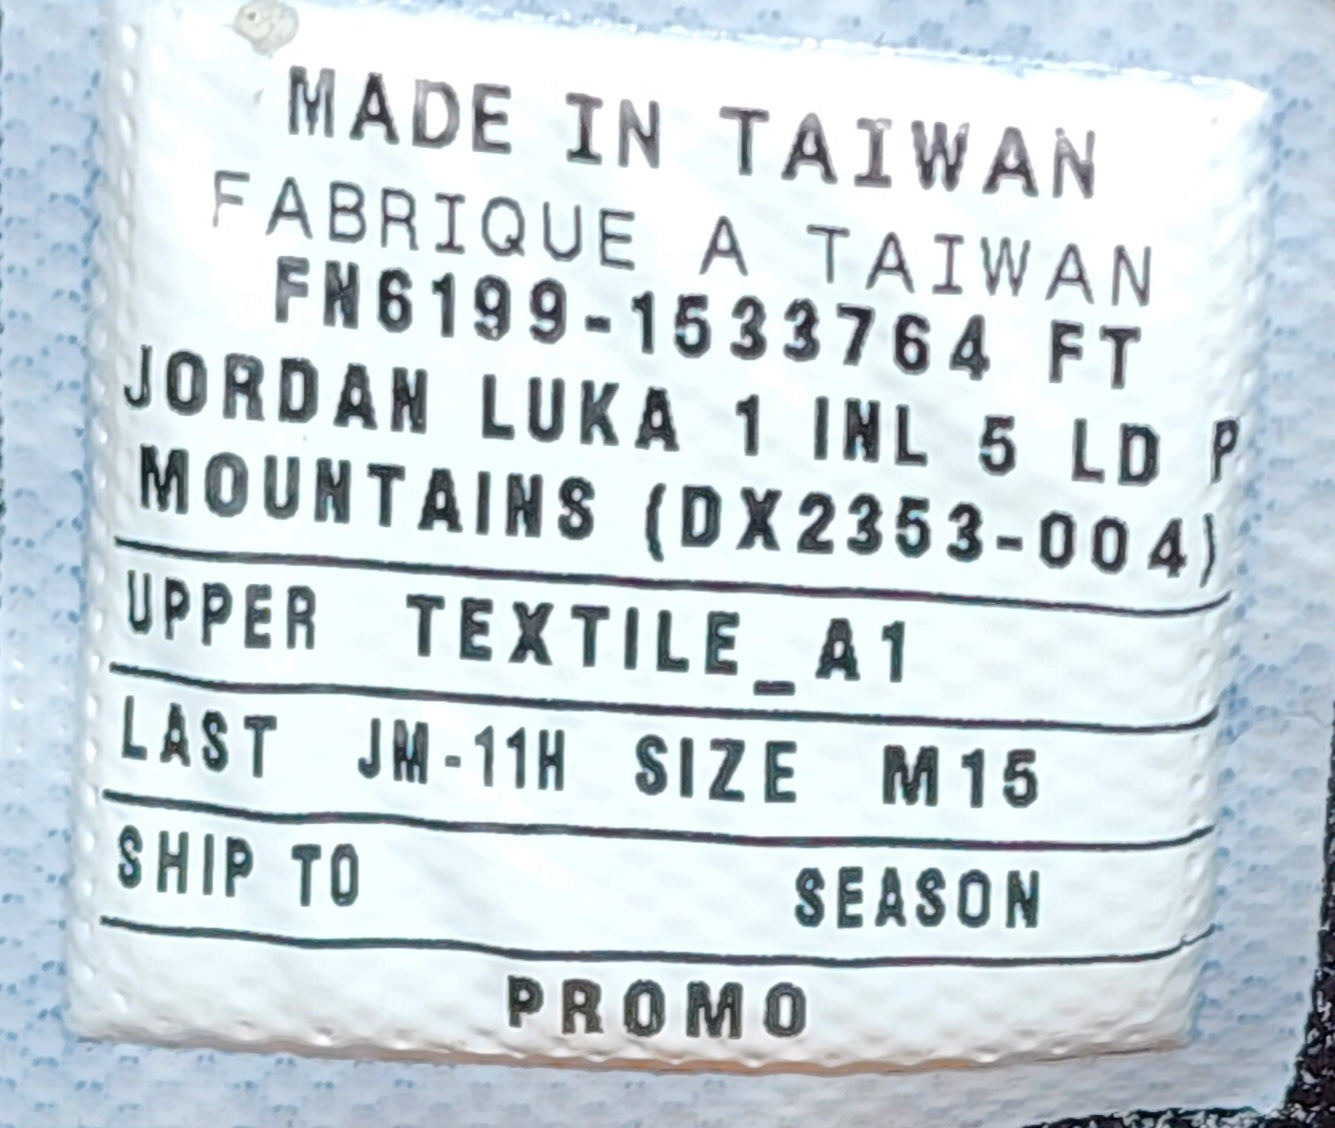 MADE IN TAIWAN
FABRIQUE A TAIWAN
FN6199-1533764 FT
JORDAN LUKA 1 INL 5 LD P
MOUNTAINS (DX2353-004)
UPPER TEXTILE_A1
LAST JM-11H SIZE M15
SHIP TO SEASON
PROMO